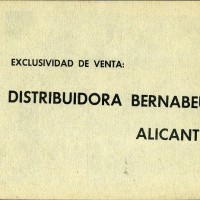 EXCLUSIVIDAD DE VENTA:
DISTRIBUIDORA BERNABEU
ALICANT